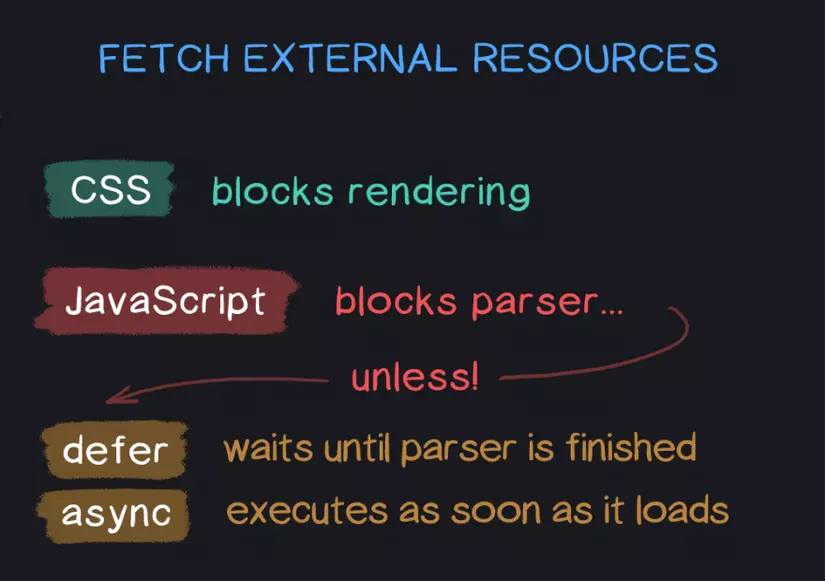 FETCH EXTERNAL RESOURCES
CSS blocks rendering
JavaScript blocks parser...
unless!
defer waits until parser is finished
async executes as soon as it loads